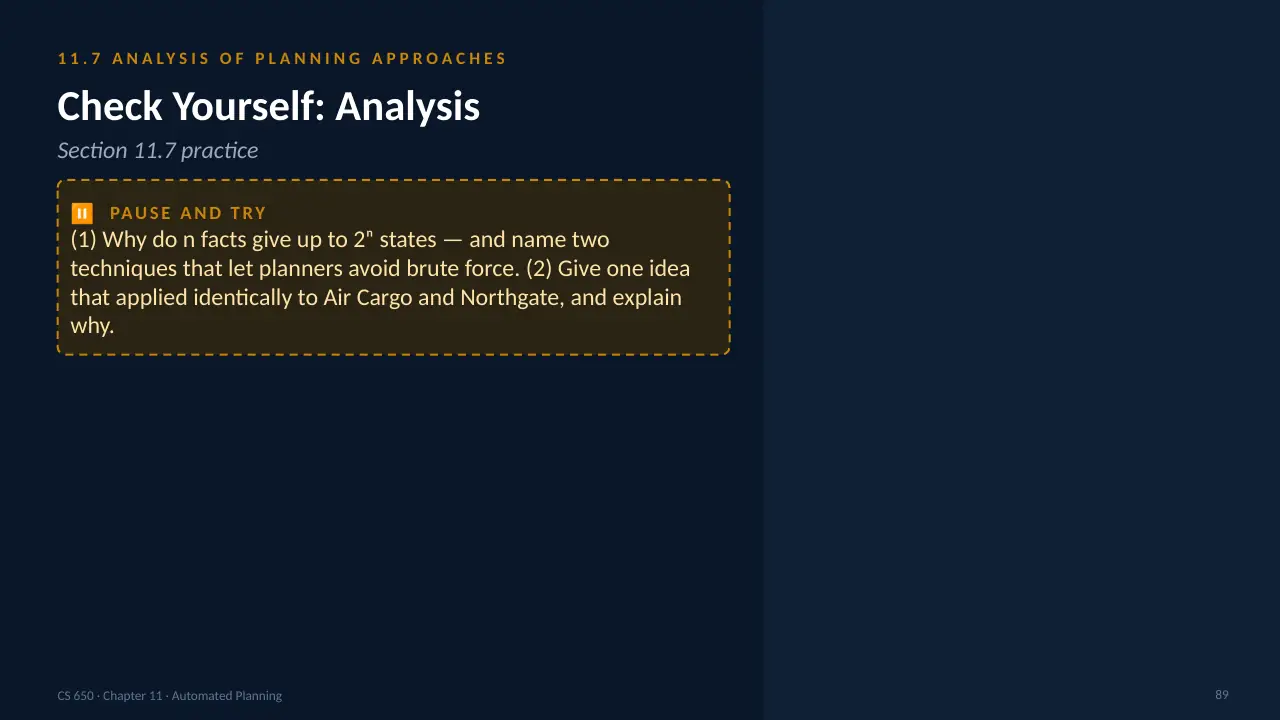 11.7 ANALYSIS OF PLANNING APPROACHES
Check Yourself: Analysis
Section 11.7 practice
⏸ PAUSE AND TRY
(1) Why do n facts give up to 2ⁿ states — and name two
techniques that let planners avoid brute force. (2) Give one idea
that applied identically to Air Cargo and Northgate, and explain
why.
CS 650 · Chapter 11 · Automated Planning
89